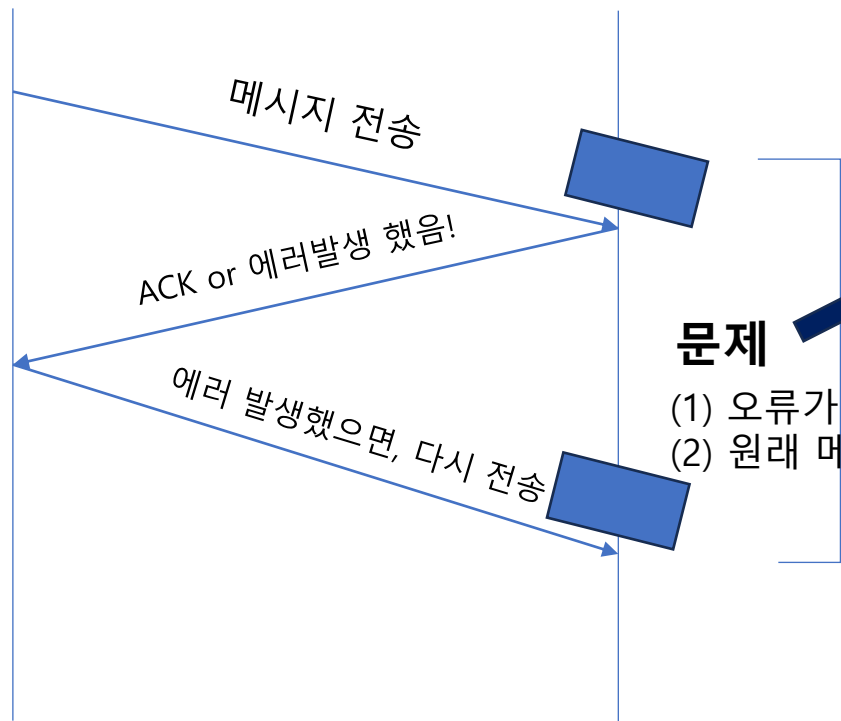 메시지 전송
ACK or 에러발생 했음!
에러 발생했으면, 다시 전송
문제
(1) 오류가
(2) 원래